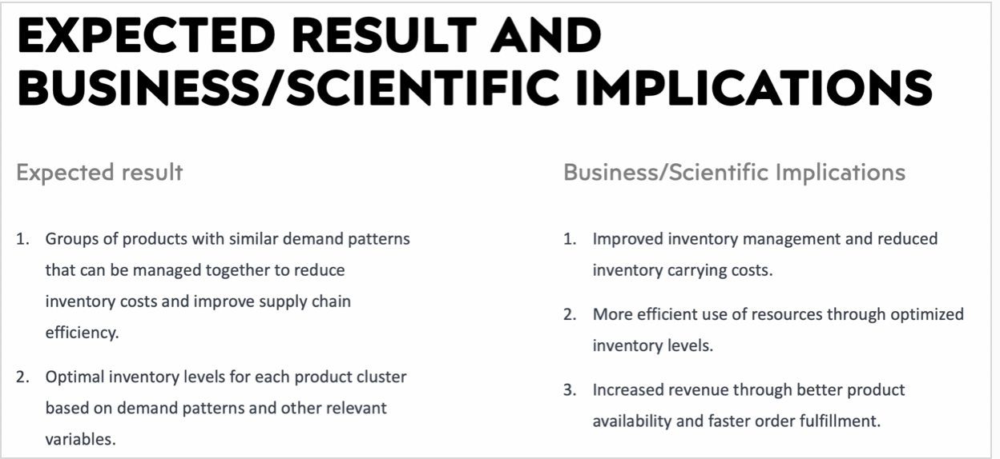 EXPECTED RESULT AND
BUSINESS/SCIENTIFIC IMPLICATIONS
Expected result
1. Groups of products with similar demand patterns
that can be managed together to reduce
inventory costs and improve supply chain
efficiency.
2. Optimal inventory levels for each product cluster
based on demand patterns and other relevant
variables.
Business/Scientific Implications
1. Improved inventory management and reduced
inventory carrying costs.
2. More efficient use of resources through optimized
inventory levels.
3. Increased revenue through better product
availability and faster order fulfillment.